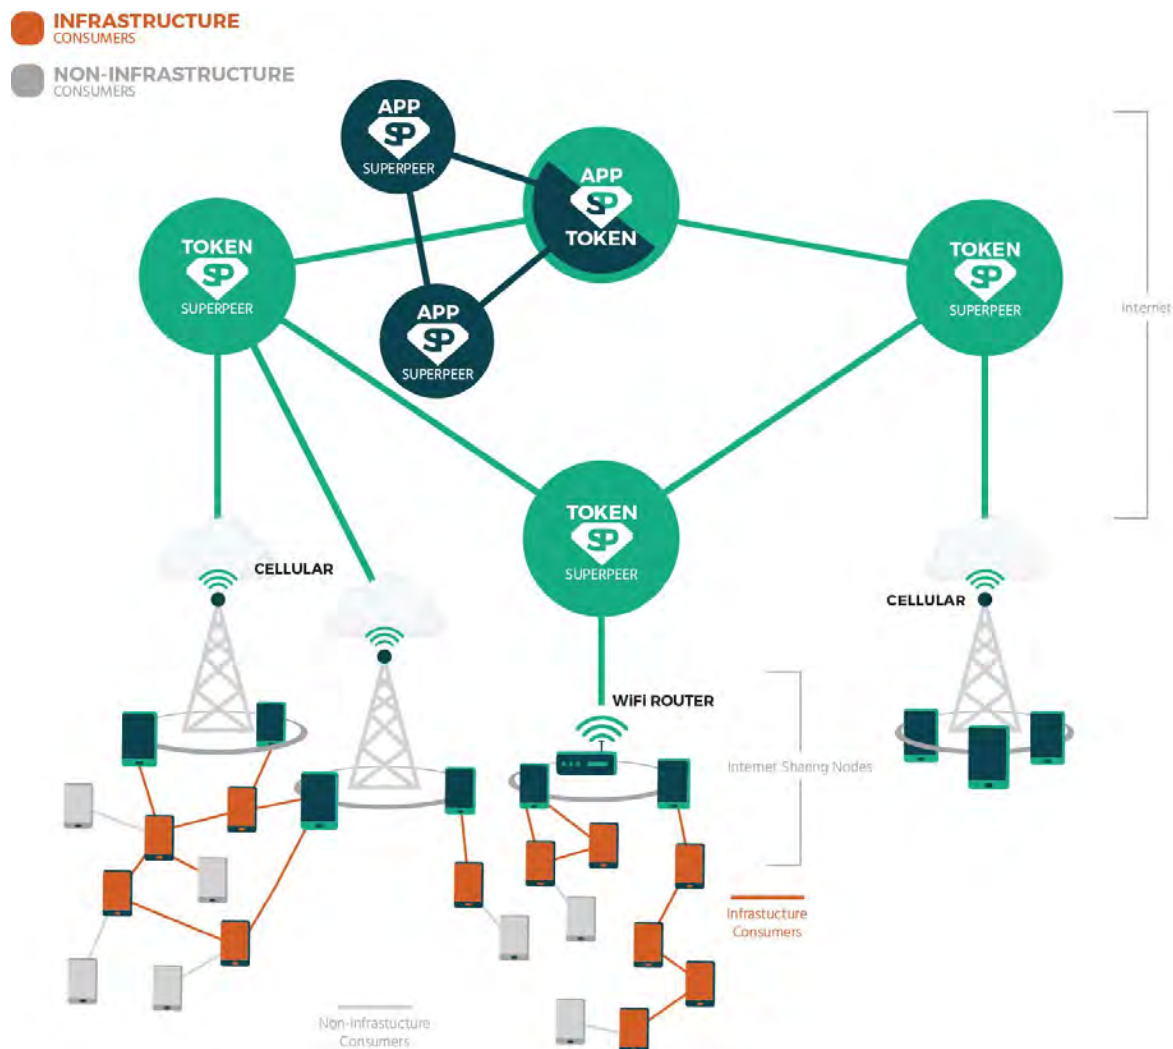 INFRASTRUCTURE
CONSUMERS
NON-INFRASTRUCTURE
CONSUMERS
APP
SP
SUPERPEER
APP
SP
TOKEN
TOKEN
SP
SUPERPEER
TOKEN
SP
SUPERPEER
APP
SP
SUPERPEER
Internet
TOKEN
SP
SUPERPEER
CELLULAR
CELLULAR
WiFi ROUTER
Internet Sharing Nodes
Infrastucture
Consumers
Non-Infrastucture
Consumers